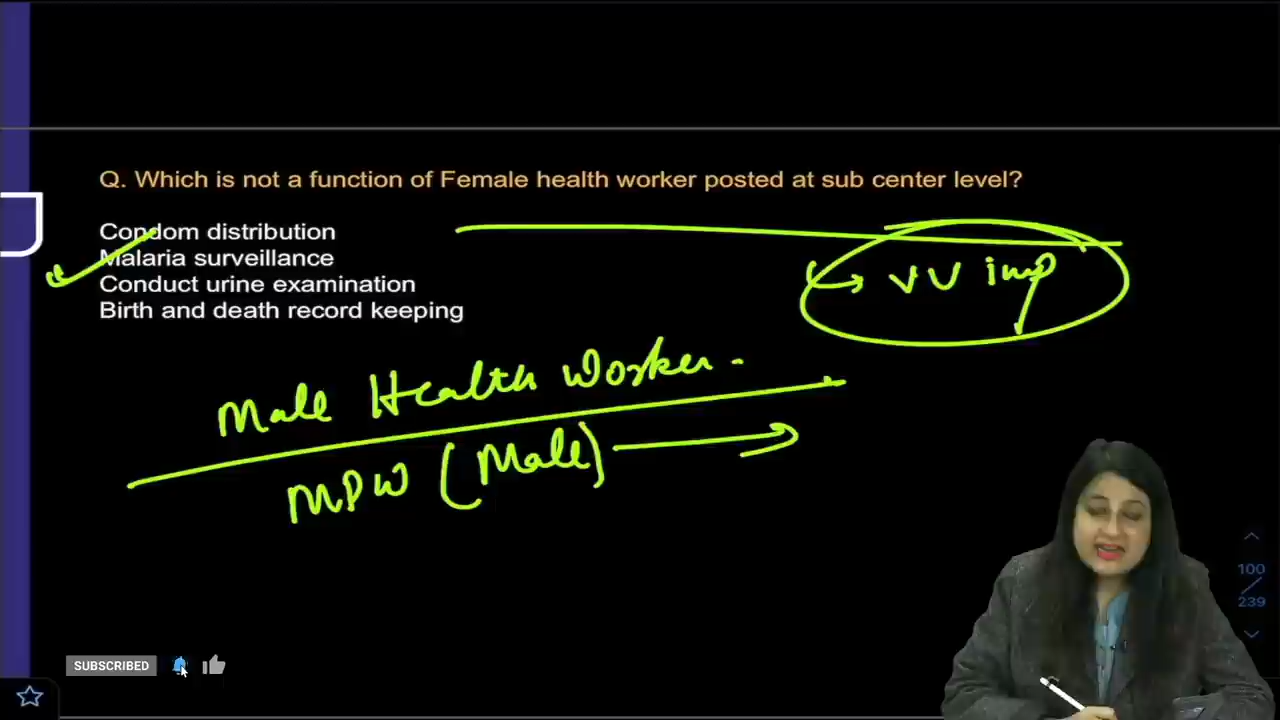 Q. Which is not a function of Female health worker posted at sub center level?
Condom distribution
Malaria surveillance
Conduct urine examination
Birth and death record keeping
VV imp
Male Health Worker.
MPW (Male)
100
239
SUBSCRIBED